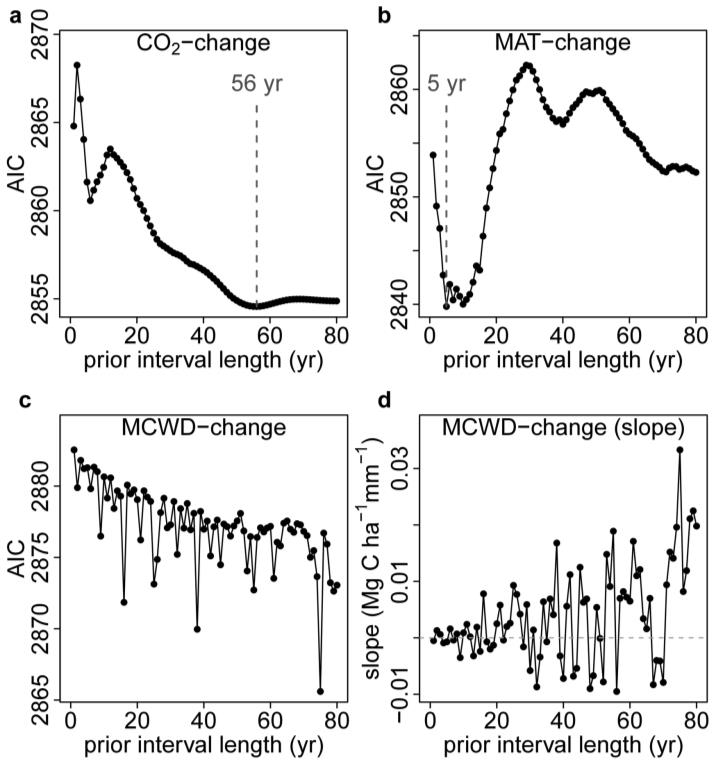 a
CO₂−change
56 yr
AIC
2870
2865
2860
2855
0 20 40 60 80
prior interval length (yr)
b
MAT−change
5 yr
AIC
2860
2850
2840
0 20 40 60 80
prior interval length (yr)
c
MCWD−change
AIC
2880
2875
2870
2865
0 20 40 60 80
prior interval length (yr)
d
MCWD−change (slope)
slope (Mg C ha⁻¹mm⁻¹)
0.03
0.01
−0.01
0 20 40 60 80
prior interval length (yr)